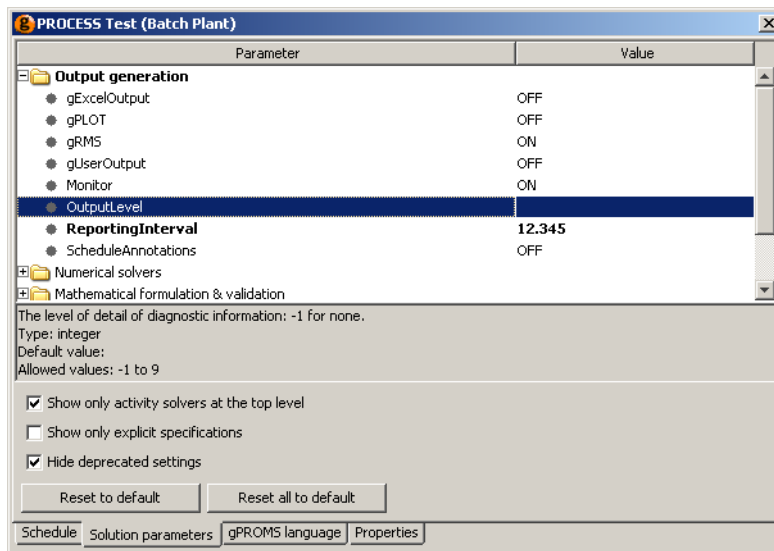 PROCESS Test (Batch Plant)
Parameter Value
Output generation
gExcelOutput OFF
gPLOT OFF
gRMS ON
gUserOutput OFF
Monitor ON
OutputLevel
ReportingInterval 12.345
ScheduleAnnotations OFF
Numerical solvers
Mathematical formulation & validation
The level of detail of diagnostic information: -1 for none.
Type: integer
Default value:
Allowed values: -1 to 9
Show only activity solvers at the top level
Show only explicit specifications
Hide deprecated settings
Reset to default Reset all to default
Schedule Solution parameters gPROMS language Properties